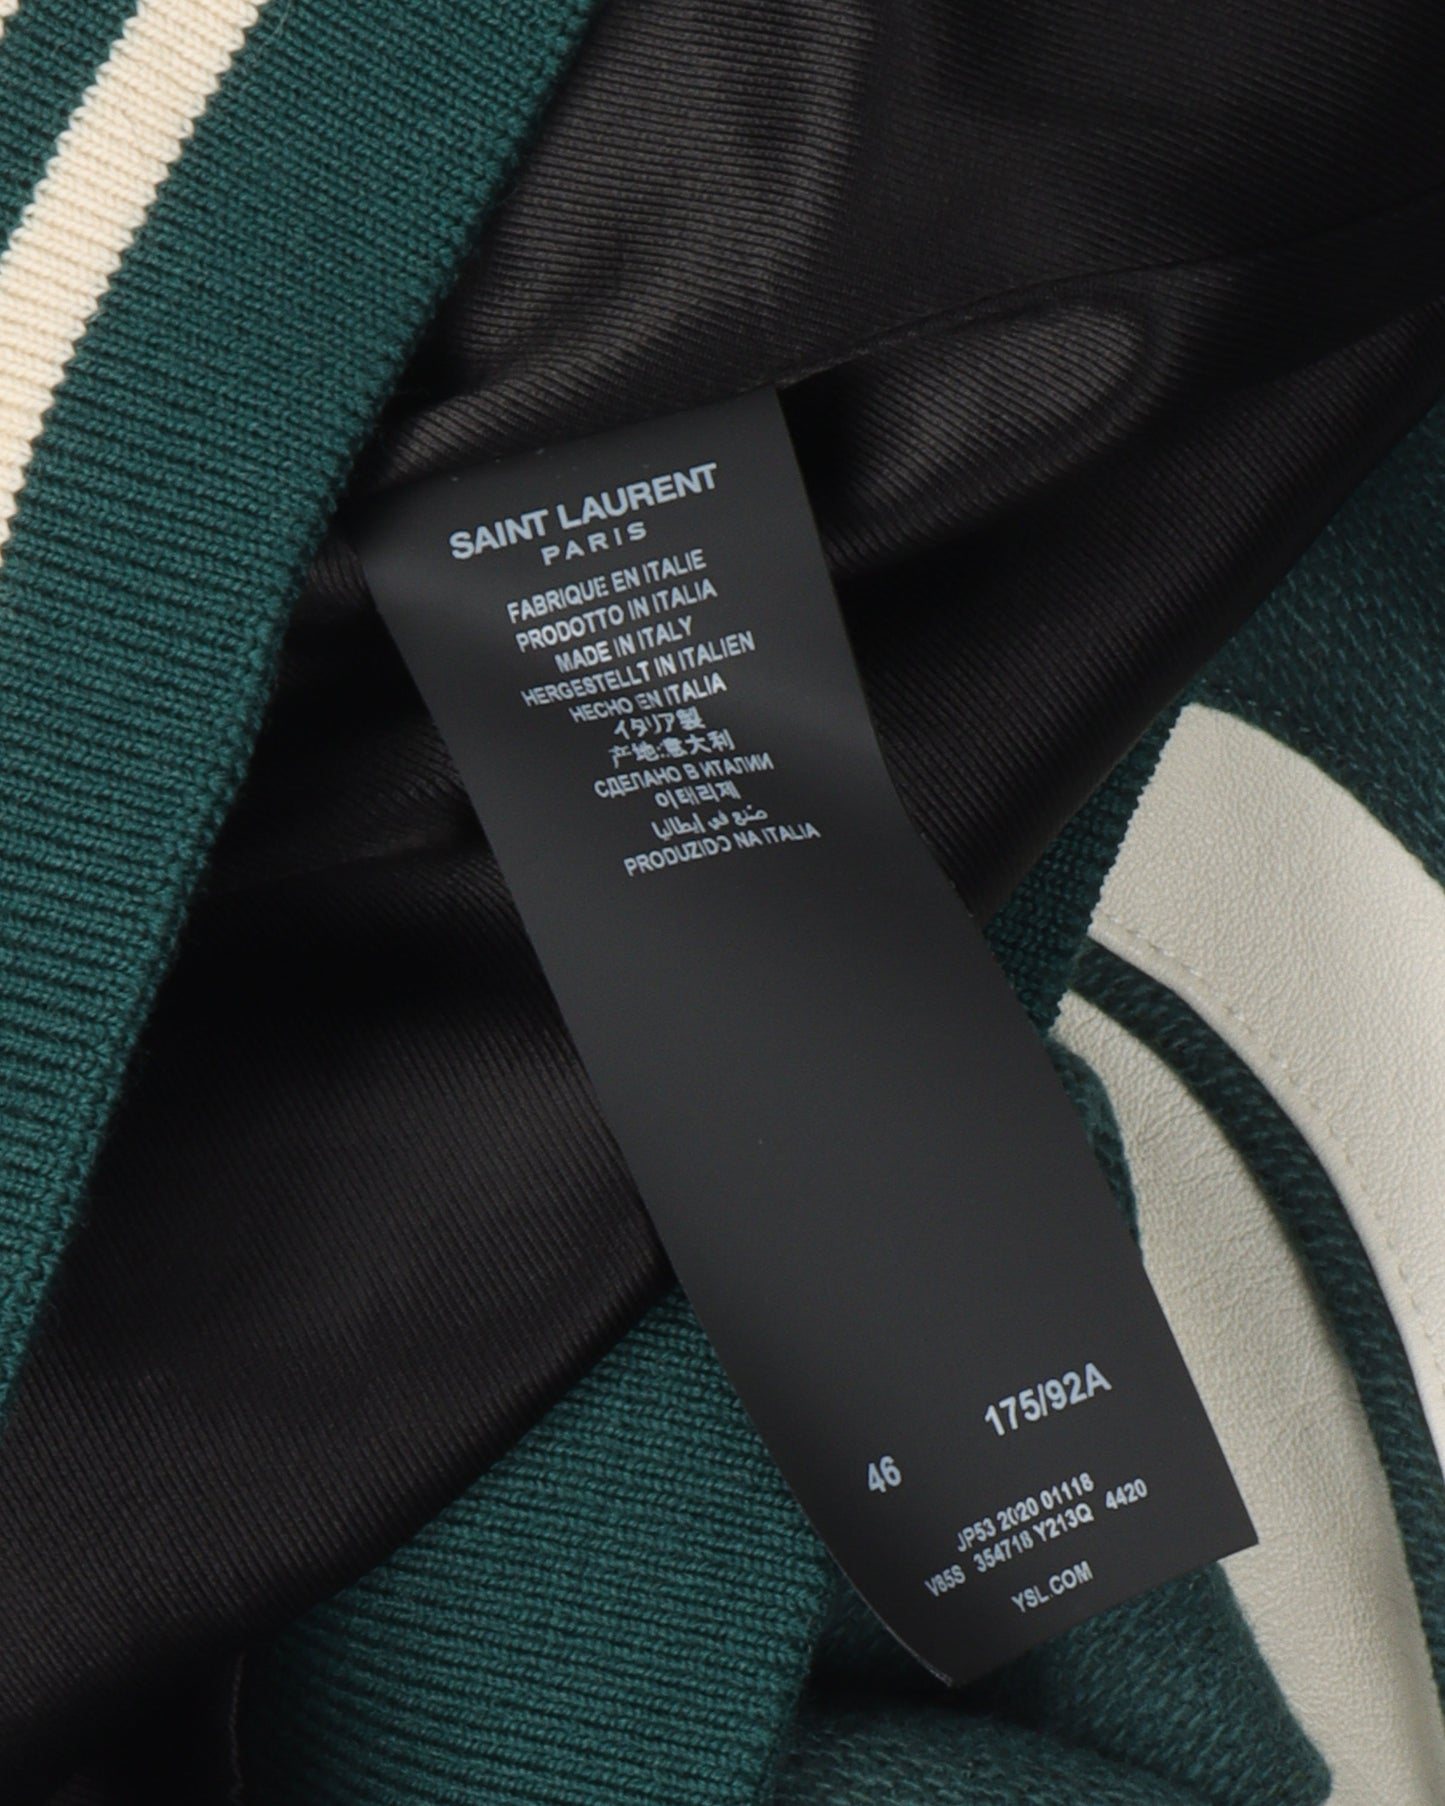 SAINT LAURENT
PARIS
FABRIQUE EN ITALIE
PRODOTTO IN ITALIA
MADE IN ITALY
HERGESTELLT IN ITALIEN
HECHO EN ITALIA
イタリア製
产地:意大利
СДЕЛАНО В ИТАЛИИ
이태리제
صنع في إيطاليا
PRODUZIDO NA ITALIA
46 175/92A
JP53 2020 01118
V85S 354718 Y213Q 4420
YSL.COM